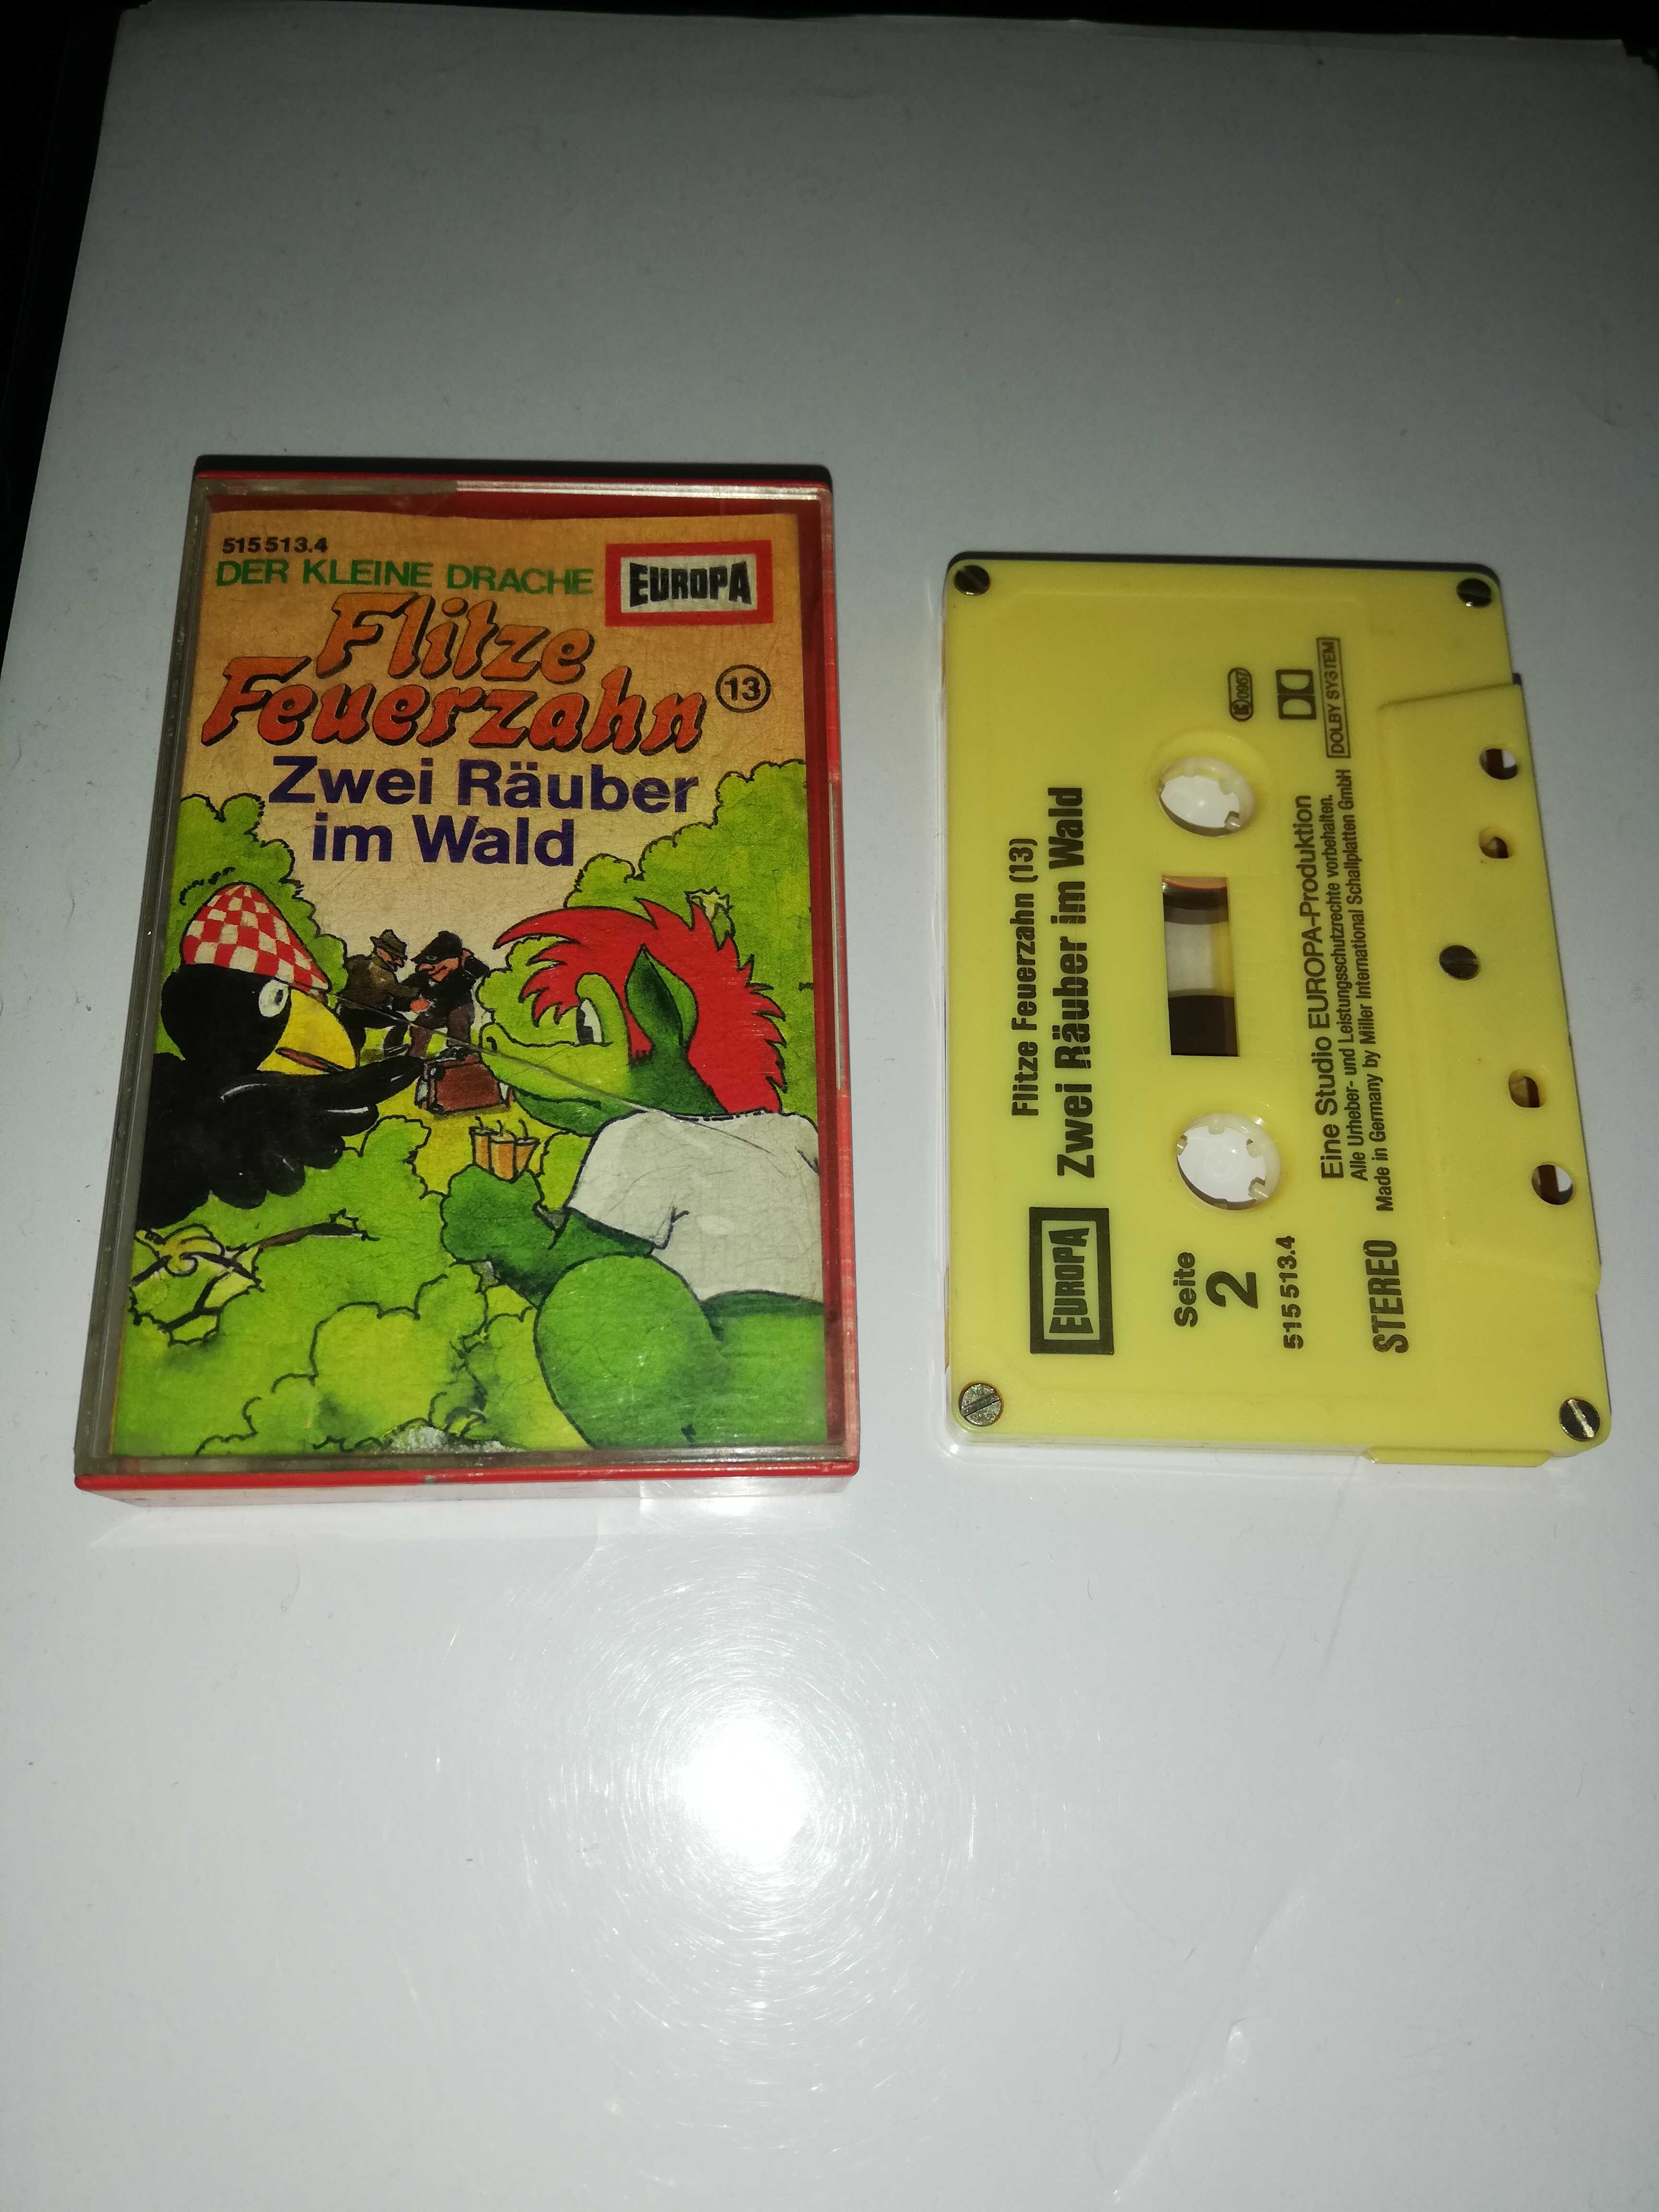 515 513.4
DER KLEINE DRACHE
EUROPA
Flitze
Feuerzahn
13
Zwei Räuber
im Wald
Flitze Feuerzahn (13)
Zwei Räuber im Wald
EUROPA
Seite
2
515 513.4
STEREO
Eine Studio EUROPA-Produktion
Alle Urheber- und Leistungsschutzrechte vorbehalten.
Made in Germany by Miller International Schallplatten GmbH
DOLBY SYSTEM